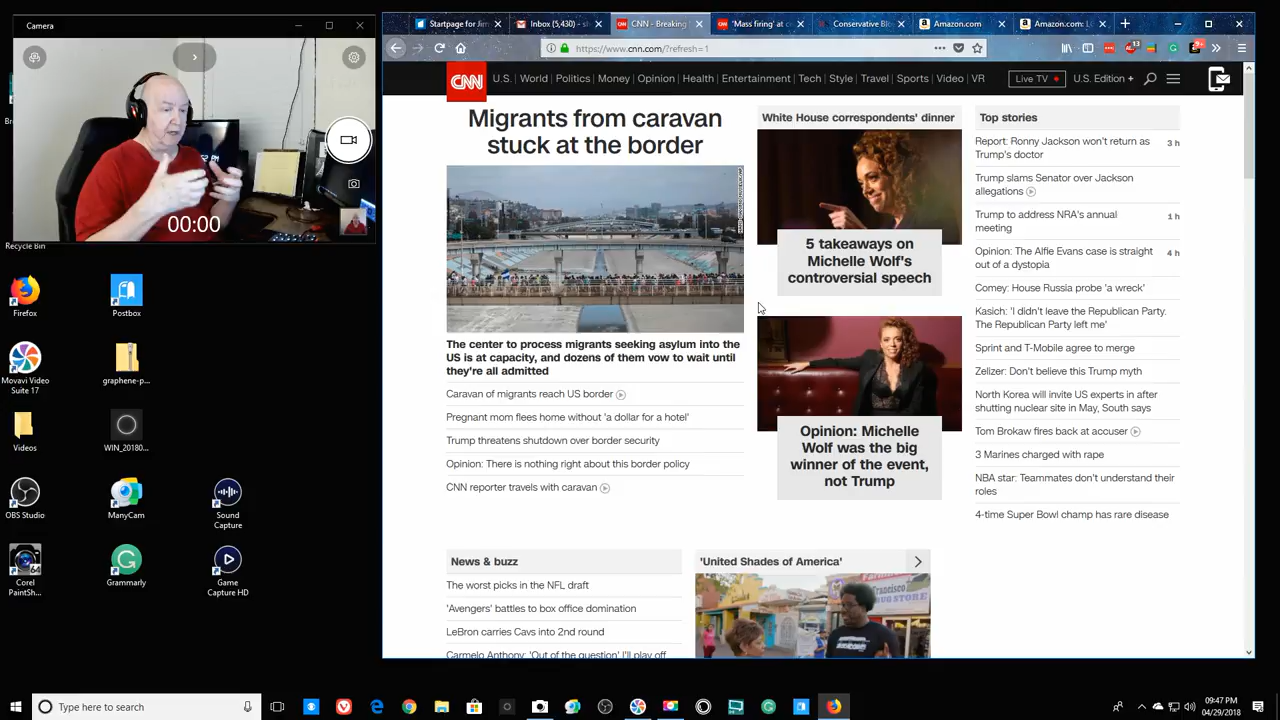 Camera
00:00
Recycle Bin
Firefox
Postbox
Movavi Video
Suite 17
graphene-p...
Videos
WIN_20180...
OBS Studio
ManyCam
Sound
Capture
Corel
PaintSh...
Grammarly
Game
Capture HD
Startpage for Jim
Inbox (5,430) - s
CNN - Breaking
'Mass firing' at c
Conservative Blo
Amazon.com
Amazon.com: L
https://www.cnn.com/?refresh=1
13
9+
CNN
U.S. World Politics Money Opinion Health Entertainment Tech Style Travel Sports Video VR
Live TV
U.S. Edition +
Migrants from caravan
stuck at the border
The center to process migrants seeking asylum into the
US is at capacity, and dozens of them vow to wait until
they're all admitted
Caravan of migrants reach US border
Pregnant mom flees home without 'a dollar for a hotel'
Trump threatens shutdown over border security
Opinion: There is nothing right about this border policy
CNN reporter travels with caravan
White House correspondents' dinner
5 takeaways on
Michelle Wolf's
controversial speech
Opinion: Michelle
Wolf was the big
winner of the event,
not Trump
Top stories
Report: Ronny Jackson won't return as
Trump's doctor
3 h
Trump slams Senator over Jackson
allegations
Trump to address NRA's annual
meeting
1 h
Opinion: The Alfie Evans case is straight
out of a dystopia
4 h
Comey: House Russia probe 'a wreck'
Kasich: 'I didn't leave the Republican Party.
The Republican Party left me'
Sprint and T-Mobile agree to merge
Zelizer: Don't believe this Trump myth
North Korea will invite US experts in after
shutting nuclear site in May, South says
Tom Brokaw fires back at accuser
3 Marines charged with rape
NBA star: Teammates don't understand their
roles
4-time Super Bowl champ has rare disease
News & buzz
The worst picks in the NFL draft
'Avengers' battles to box office domination
LeBron carries Cavs into 2nd round
Carmelo Anthony: 'Out of the question' I'll play off
'United Shades of America'
Type here to search
09:47 PM
04/29/2018